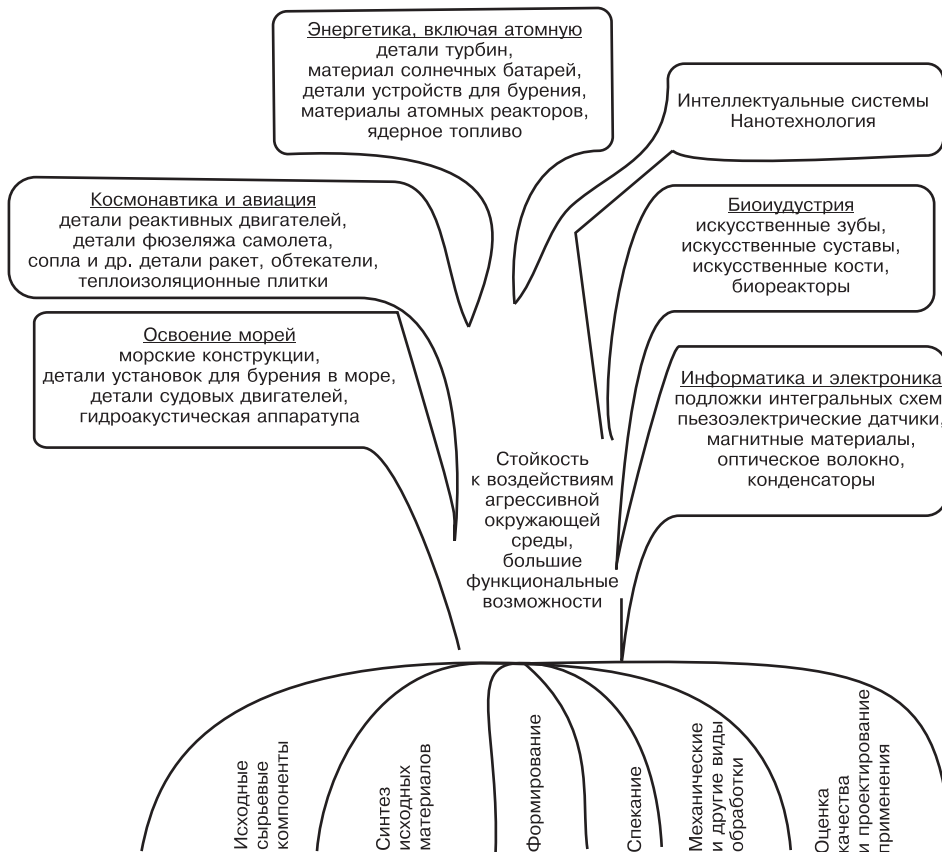 Энергетика, включая атомную
детали турбин,
материал солнечных батарей,
детали устройств для бурения,
материалы атомных реакторов,
ядерное топливо
Интеллектуальные системы
Нанотехнология
Космонавтика и авиация
детали реактивных двигателей,
детали фюзеляжа самолета,
сопла и др. детали ракет, обтекатели,
теплоизоляционные плитки
Биоиудустрия
искусственные зубы,
искусственные суставы,
искусственные кости,
биореакторы
Освоение морей
морские конструкции,
детали установок для бурения в море,
детали судовых двигателей,
гидроакустическая аппаратупа
Информатика и электроника
подложки интегральных схем
пьезоэлектрические датчики,
магнитные материалы,
оптическое волокно,
конденсаторы
Стойкость
к воздействиям
агрессивной
окружающей
среды,
большие
функциональные
возможности
Исходные
сырьевые
компоненты
Синтез
исходных
материалов
Формирование
Спекание
Механические
и другие виды
обработки
Оценка
качества
и проектирование
применения